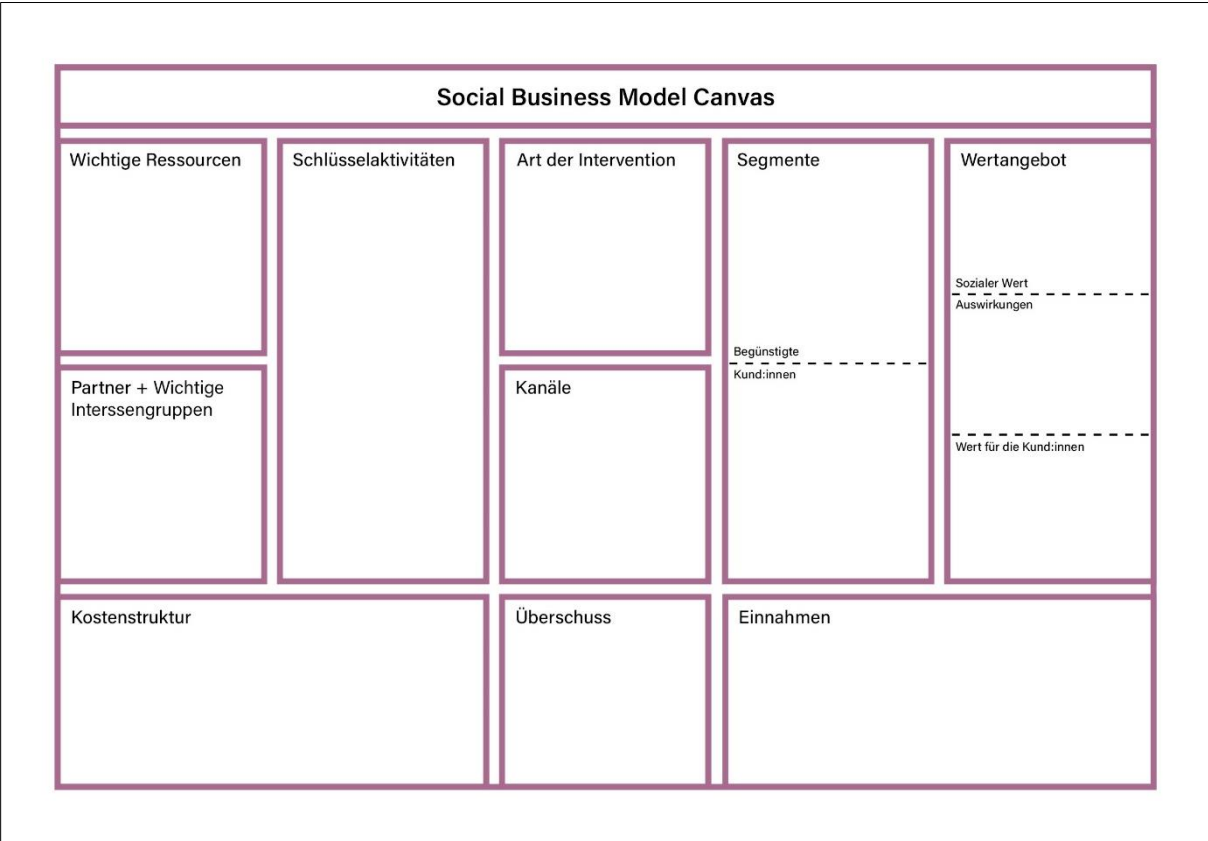 Social Business Model Canvas
Wichtige Ressourcen
Partner + Wichtige
Interssengruppen
Schlüsselaktivitäten
Art der Intervention
Kanäle
Segmente
Begünstigte
Kund:innen
Wertangebot
Sozialer Wert
Auswirkungen
Wert für die Kund:innen
Kostenstruktur
Überschuss
Einnahmen